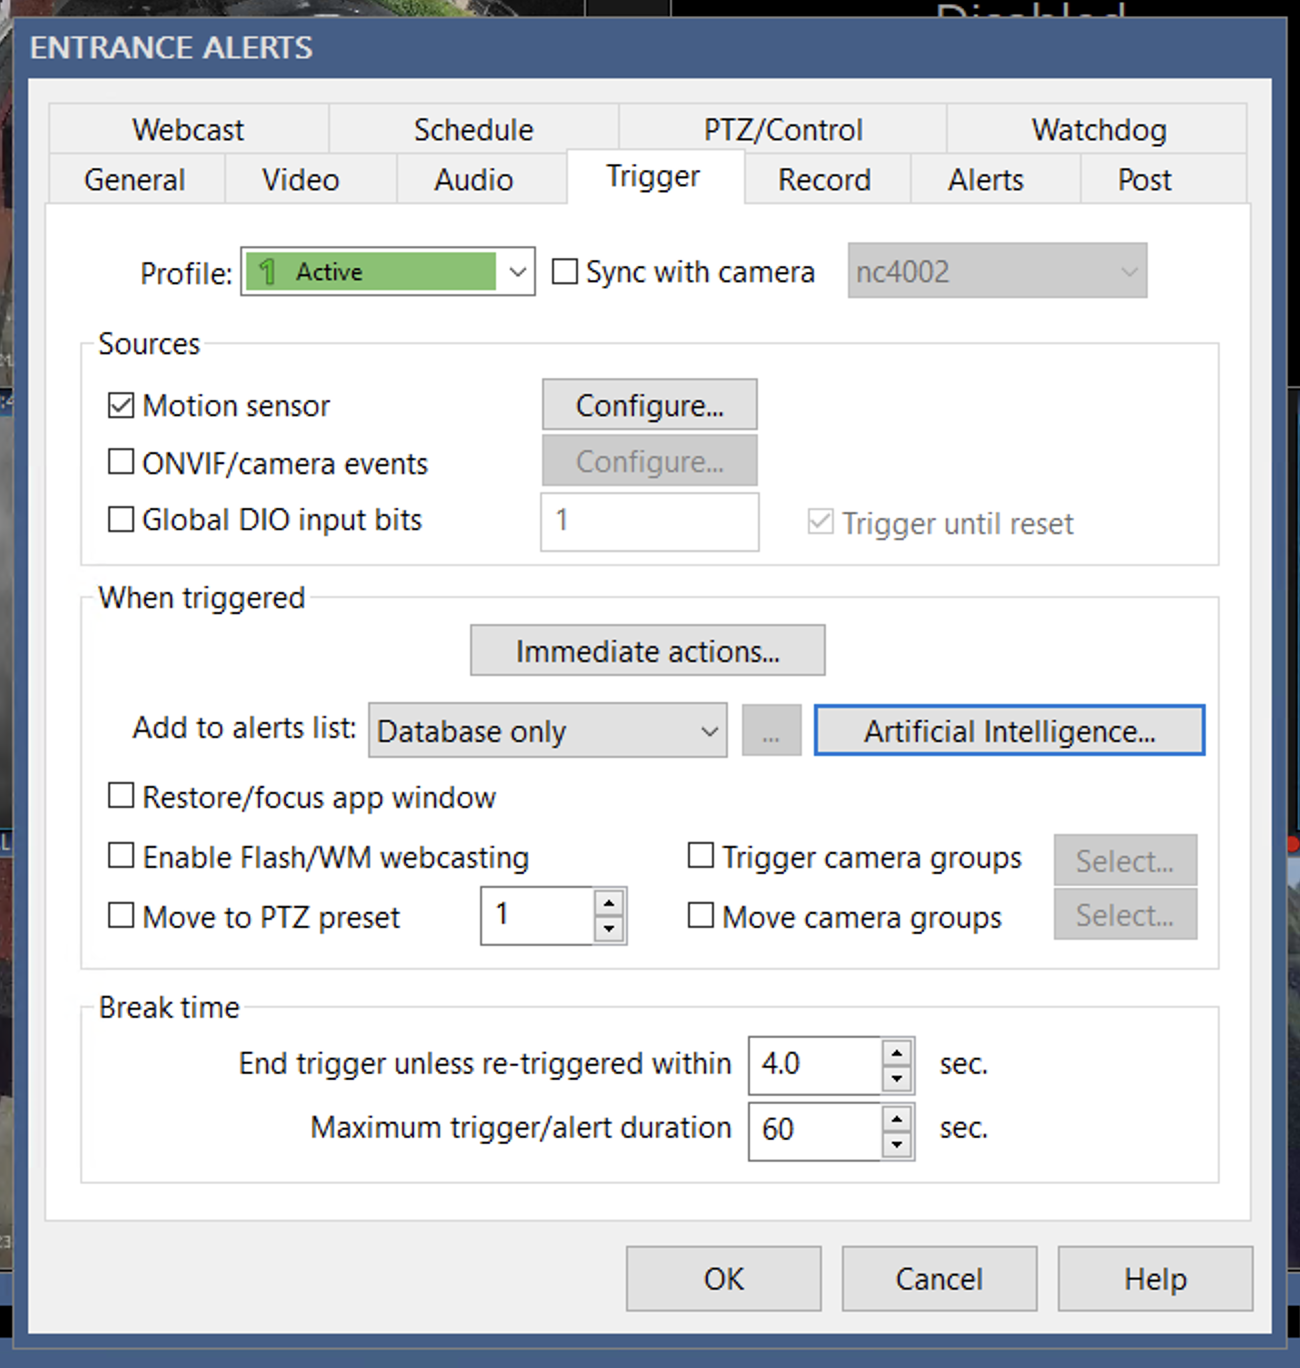 Disabled
ENTRANCE ALERTS
Webcast Schedule PTZ/Control Watchdog
General Video Audio Trigger Record Alerts Post
Profile: 1 Active Sync with camera nc4002
Sources
Motion sensor Configure...
ONVIF/camera events Configure...
Global DIO input bits 1 Trigger until reset
When triggered
Immediate actions...
Add to alerts list: Database only ... Artificial Intelligence...
Restore/focus app window
Enable Flash/WM webcasting Trigger camera groups Select...
Move to PTZ preset 1 Move camera groups Select...
Break time
End trigger unless re-triggered within 4.0 sec.
Maximum trigger/alert duration 60 sec.
OK Cancel Help